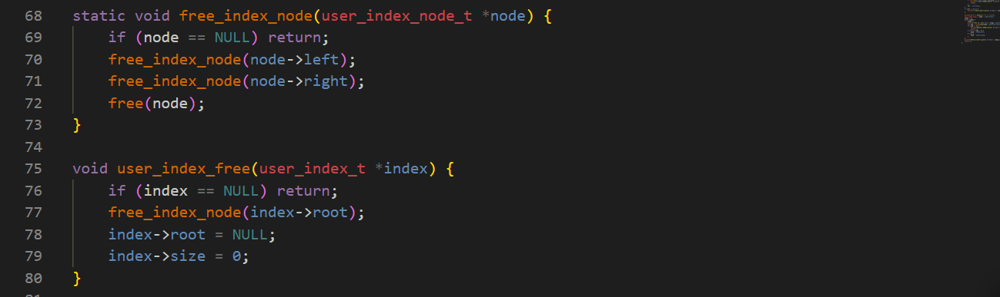 68 static void free_index_node(user_index_node_t *node) {
69     if (node == NULL) return;
70     free_index_node(node->left);
71     free_index_node(node->right);
72     free(node);
73 }
74
75 void user_index_free(user_index_t *index) {
76     if (index == NULL) return;
77     free_index_node(index->root);
78     index->root = NULL;
79     index->size = 0;
80 }